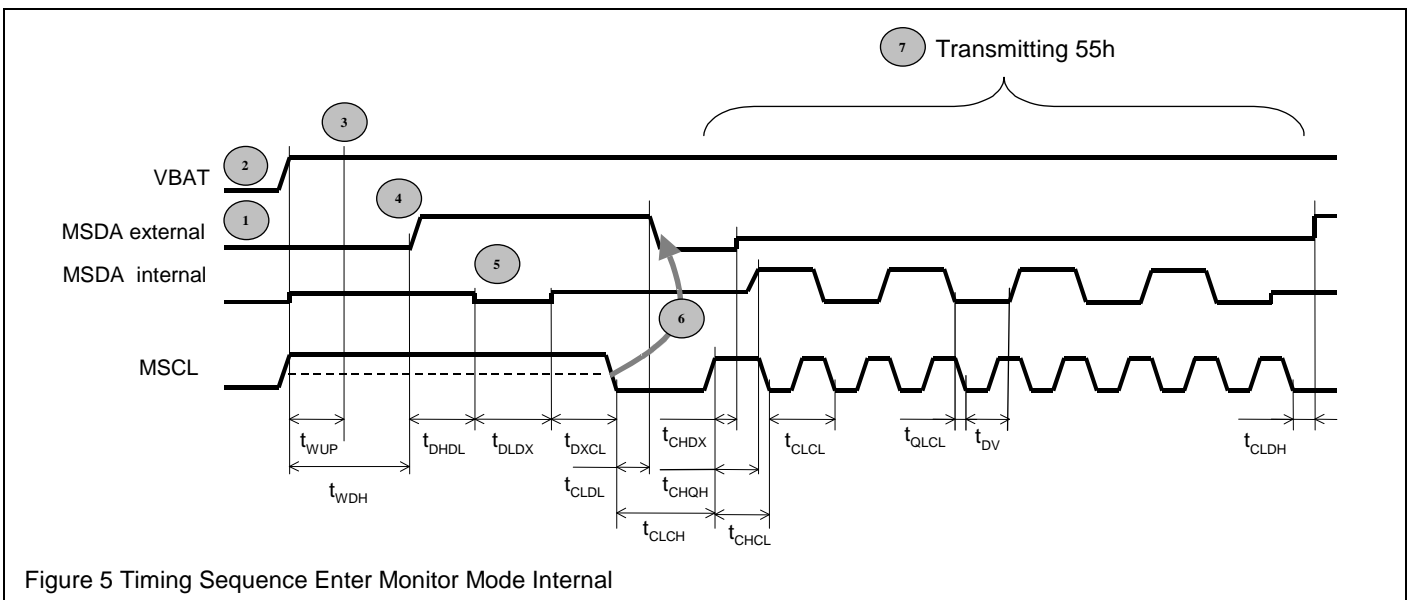 7 Transmitting 55h
3
2
VBAT
4
1
MSDA external
5
MSDA internal
6
MSCL
tWUP
tDHDL
tDLDX
tDXCL
tCHDX
tCLCL
tQLCL
tDV
tCLDH
tWDH
tCLDL
tCHQH
tCLCH
tCHCL
Figure 5 Timing Sequence Enter Monitor Mode Internal